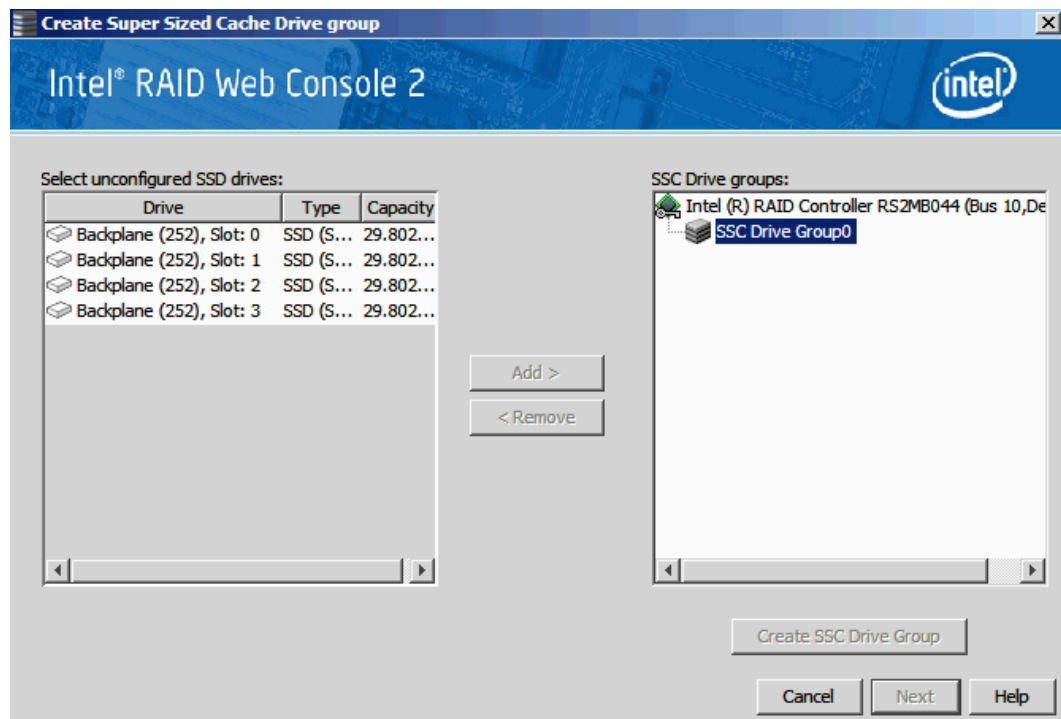 Create Super Sized Cache Drive group
Intel® RAID Web Console 2
intel
Select unconfigured SSD drives:
Drive Type Capacity
Backplane (252), Slot: 0 SSD (S... 29.802...
Backplane (252), Slot: 1 SSD (S... 29.802...
Backplane (252), Slot: 2 SSD (S... 29.802...
Backplane (252), Slot: 3 SSD (S... 29.802...
Add >
< Remove
SSC Drive groups:
Intel (R) RAID Controller RS2MB044 (Bus 10,De
SSC Drive Group0
Create SSC Drive Group
Cancel Next Help